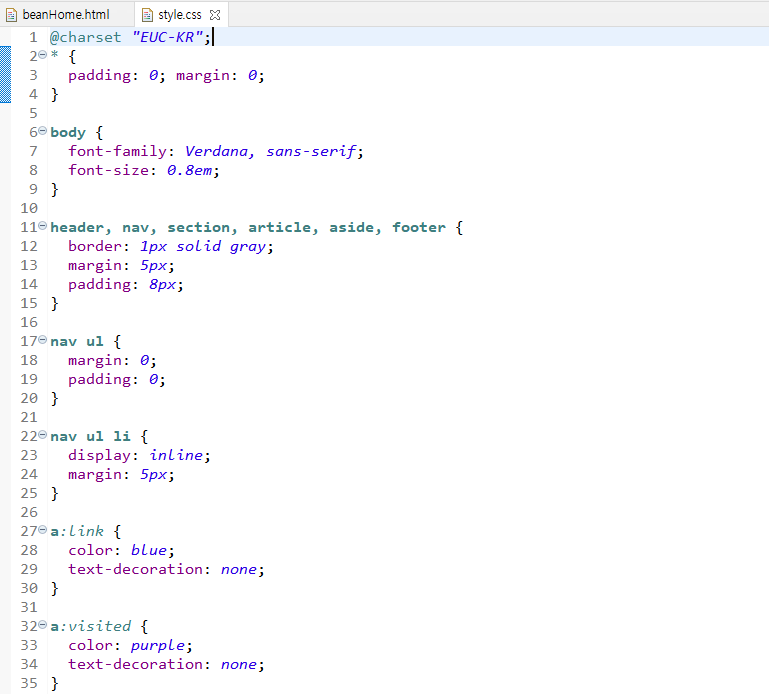 beanHome.html style.css
1 @charset "EUC-KR";
2 * {
3   padding: 0; margin: 0;
4 }
5
6 body {
7   font-family: Verdana, sans-serif;
8   font-size: 0.8em;
9 }
10
11 header, nav, section, article, aside, footer {
12   border: 1px solid gray;
13   margin: 5px;
14   padding: 8px;
15 }
16
17 nav ul {
18   margin: 0;
19   padding: 0;
20 }
21
22 nav ul li {
23   display: inline;
24   margin: 5px;
25 }
26
27 a:link {
28   color: blue;
29   text-decoration: none;
30 }
31
32 a:visited {
33   color: purple;
34   text-decoration: none;
35 }